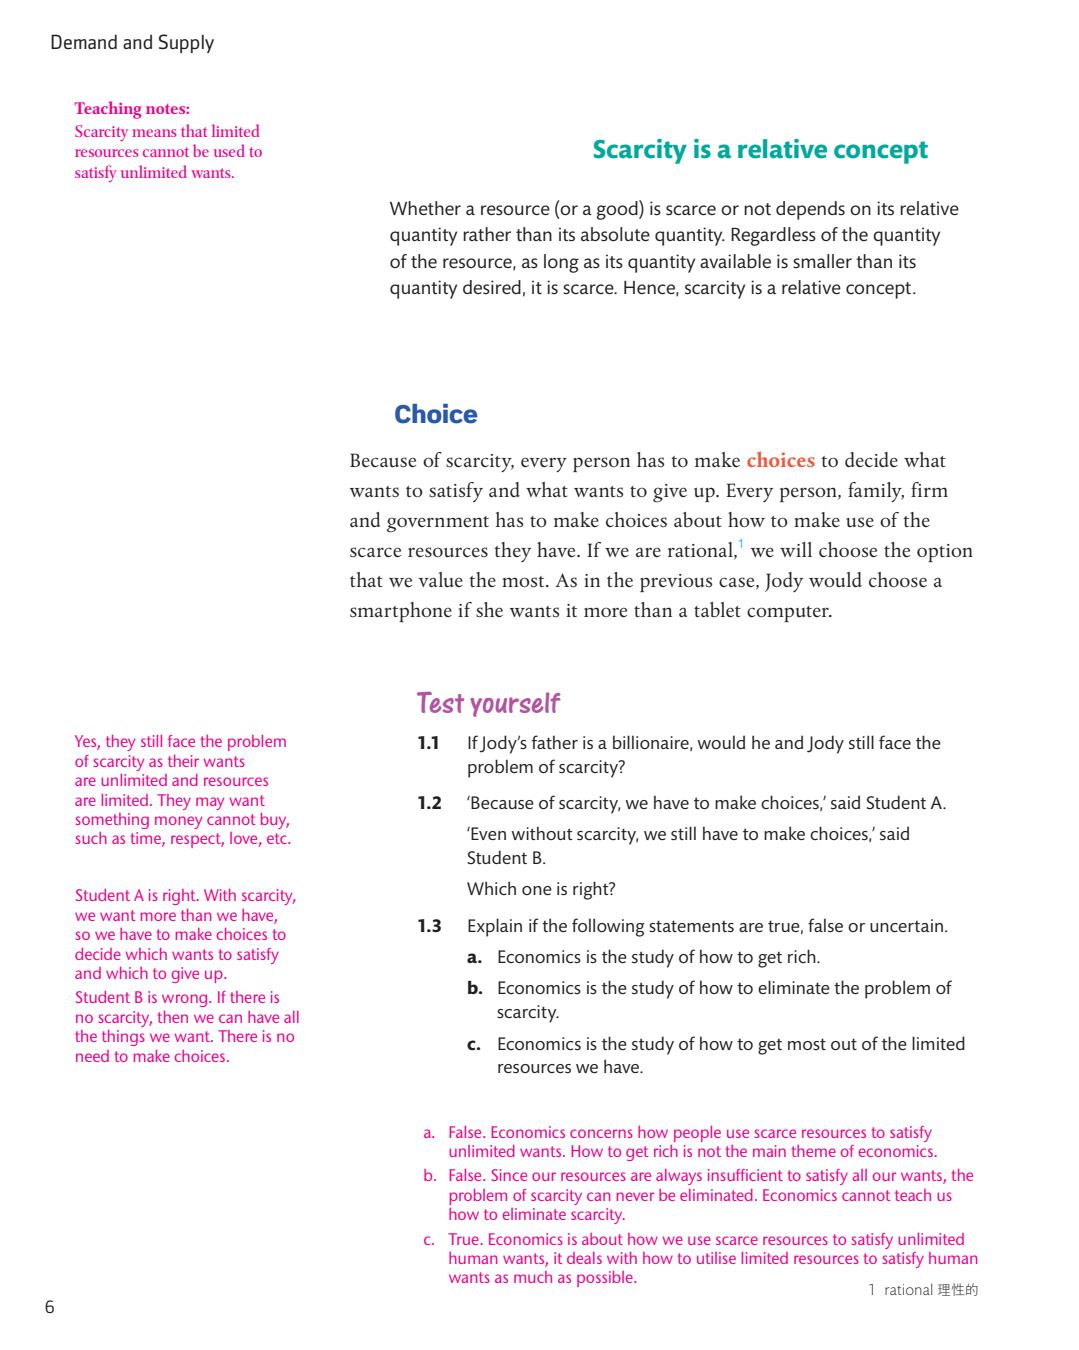 Demand and Supply
Teaching notes:
Scarcity means that limited
resources cannot be used to
satisfy unlimited wants.
Scarcity is a relative concept
Whether a resource (or a good) is scarce or not depends on its relative
quantity rather than its absolute quantity. Regardless of the quantity
of the resource, as long as its quantity available is smaller than its
quantity desired, it is scarce. Hence, scarcity is a relative concept.
Choice
Because of scarcity, every person has to make choices to decide what
wants to satisfy and what wants to give up. Every person, family, firm
and government has to make choices about how to make use of the
scarce resources they have. If we are rational,1 we will choose the option
that we value the most. As in the previous case, Jody would choose a
smartphone if she wants it more than a tablet computer.
Test yourself
1.1 If Jody's father is a billionaire, would he and Jody still face the
problem of scarcity?
Yes, they still face the problem
of scarcity as their wants
are unlimited and resources
are limited. They may want
something money cannot buy,
such as time, respect, love, etc.
1.2 'Because of scarcity, we have to make choices,' said Student A.
'Even without scarcity, we still have to make choices,' said
Student B.
Which one is right?
Student A is right. With scarcity,
we want more than we have,
so we have to make choices to
decide which wants to satisfy
and which to give up.
Student B is wrong. If there is
no scarcity, then we can have all
the things we want. There is no
need to make choices.
1.3 Explain if the following statements are true, false or uncertain.
a. Economics is the study of how to get rich.
b. Economics is the study of how to eliminate the problem of
scarcity.
c. Economics is the study of how to get most out of the limited
resources we have.
a. False. Economics concerns how people use scarce resources to satisfy
unlimited wants. How to get rich is not the main theme of economics.
b. False. Since our resources are always insufficient to satisfy all our wants, the
problem of scarcity can never be eliminated. Economics cannot teach us
how to eliminate scarcity.
c. True. Economics is about how we use scarce resources to satisfy unlimited
human wants, it deals with how to utilise limited resources to satisfy human
wants as much as possible.
1 rational 理性的
6